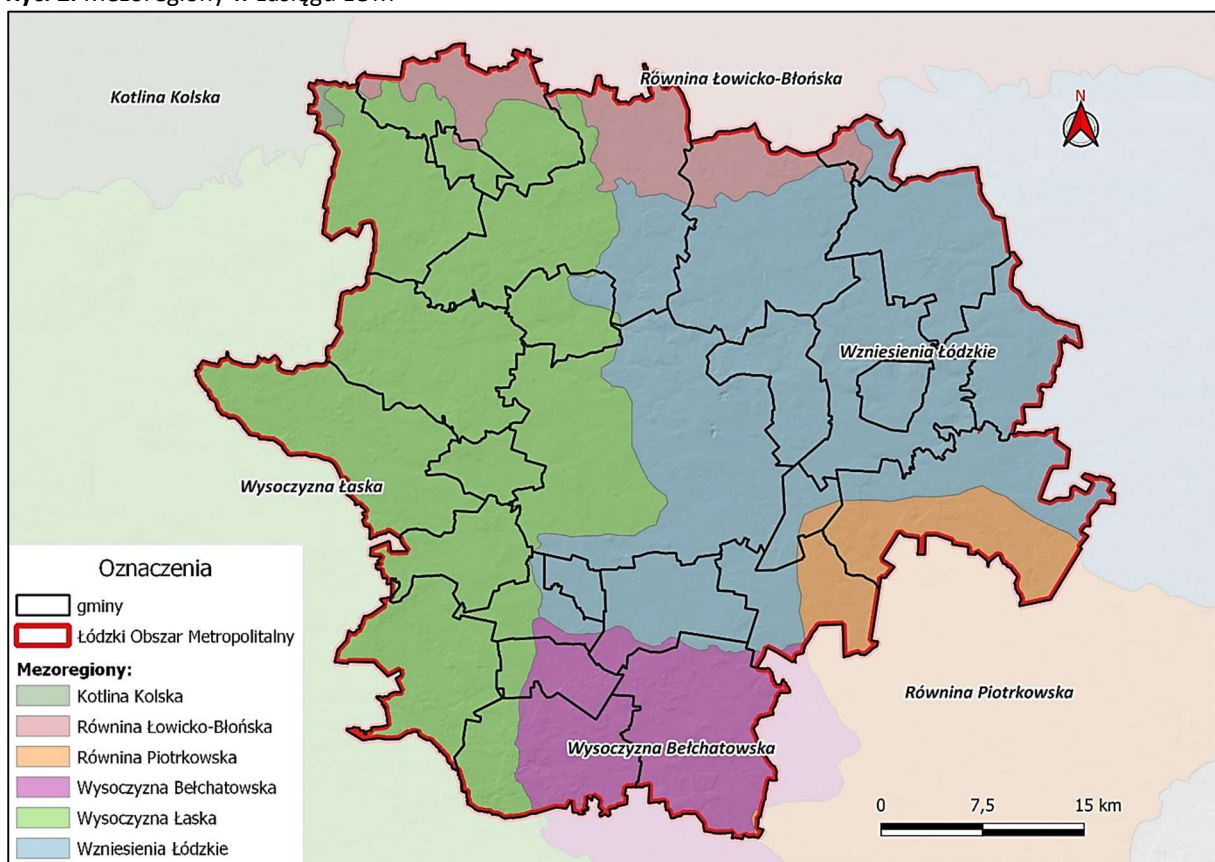 Kotlina Kolska
Równina Łowicko-Błońska
N
Wzniesienia Łódzkie
Wysoczyzna Łaska
Równina Piotrkowska
Wysoczyzna Bełchatowska
0 7,5 15 km
Oznaczenia
gminy
Łódzki Obszar Metropolitalny
Mezoregiony:
Kotlina Kolska
Równina Łowicko-Błońska
Równina Piotrkowska
Wysoczyzna Bełchatowska
Wysoczyzna Łaska
Wzniesienia Łódzkie